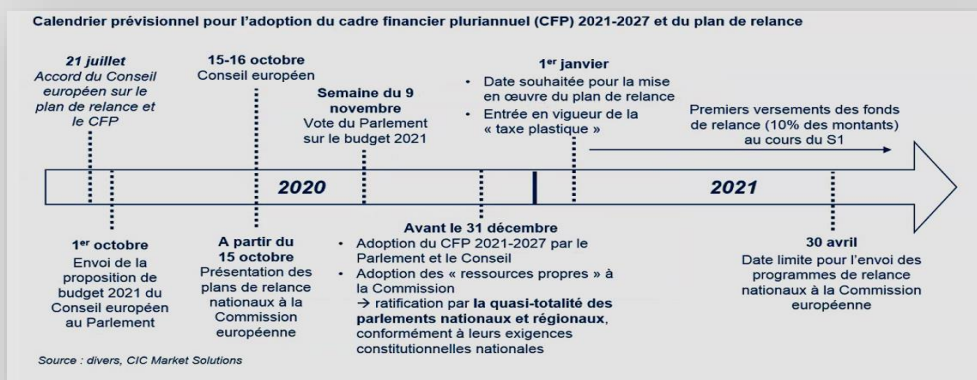 Calendrier prévisionnel pour l'adoption du cadre financier pluriannuel (CFP) 2021-2027 et du plan de relance
21 juillet
Accord du Conseil
européen sur le
plan de relance et
le CFP
15-16 octobre
Conseil européen
Semaine du 9
novembre
Vote du Parlement
sur le budget 2021
1er janvier
• Date souhaitée pour la mise
en œuvre du plan de relance
• Entrée en vigueur de la
« taxe plastique »
Premiers versements des fonds
de relance (10% des montants)
au cours du S1
2020
2021
1er octobre
Envoi de la
proposition de
budget 2021 du
Conseil européen
au Parlement
A partir du
15 octobre
Présentation des
plans de relance
nationaux à la
Commission
européenne
Avant le 31 décembre
• Adoption du CFP 2021-2027 par le
Parlement et le Conseil
• Adoption des « ressources propres » à
la Commission
→ ratification par la quasi-totalité des
parlements nationaux et régionaux,
conformément à leurs exigences
constitutionnelles nationales
30 avril
Date limite pour l'envoi des
programmes de relance
nationaux à la Commission
européenne
Source : divers, CIC Market Solutions